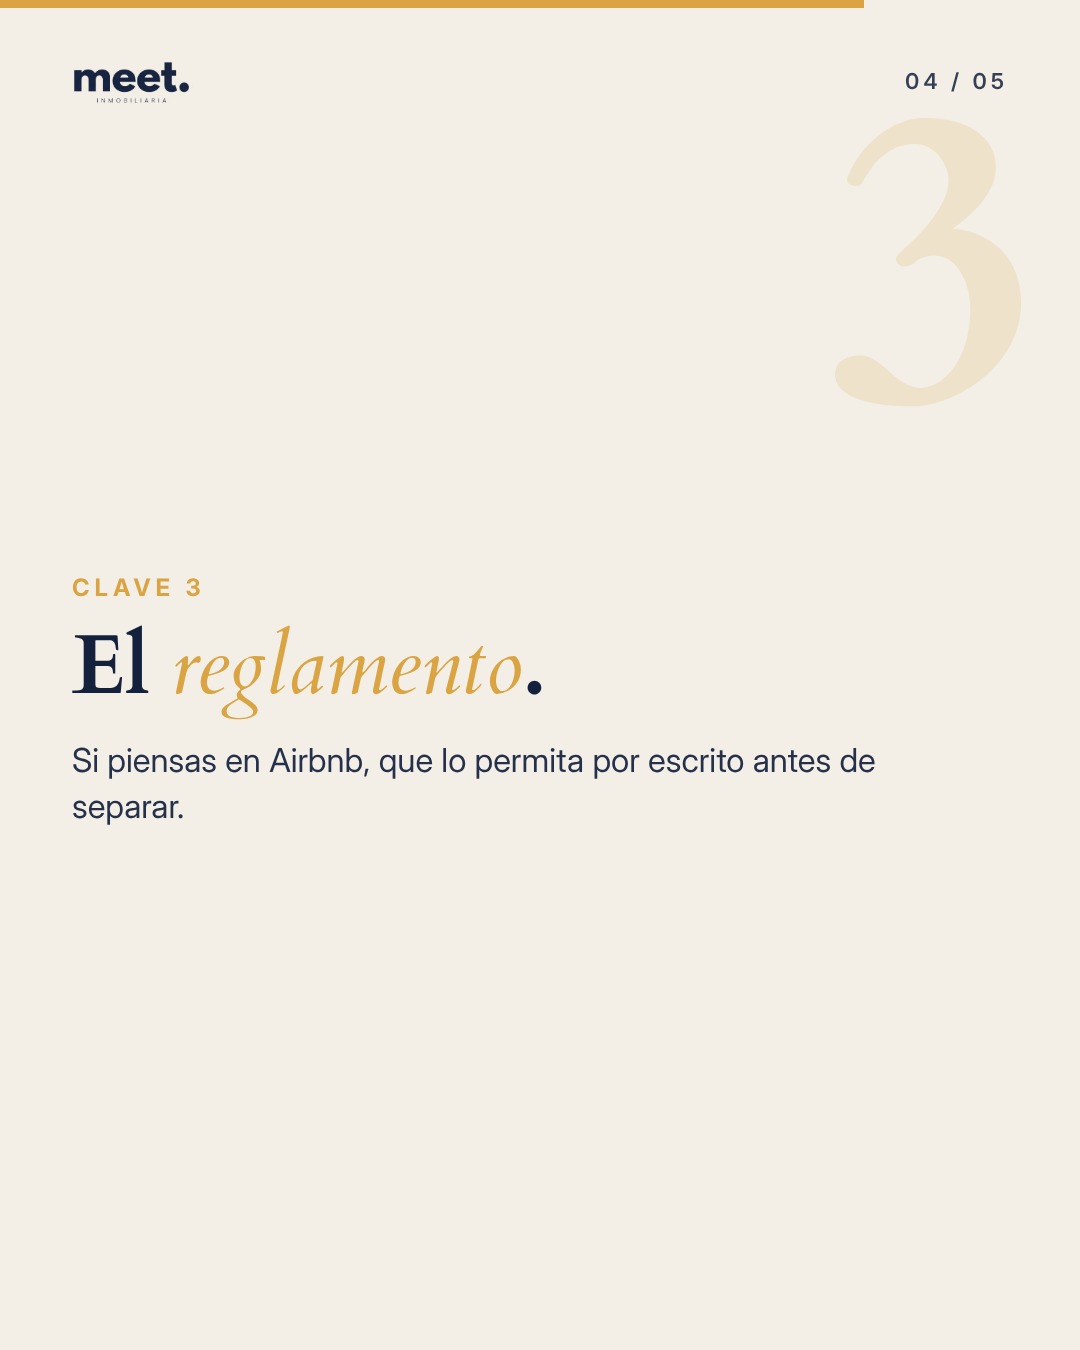 meet.
INMOBILIARIA
04 / 05
3
CLAVE 3
El reglamento.
Si piensas en Airbnb, que lo permita por escrito antes de
separar.